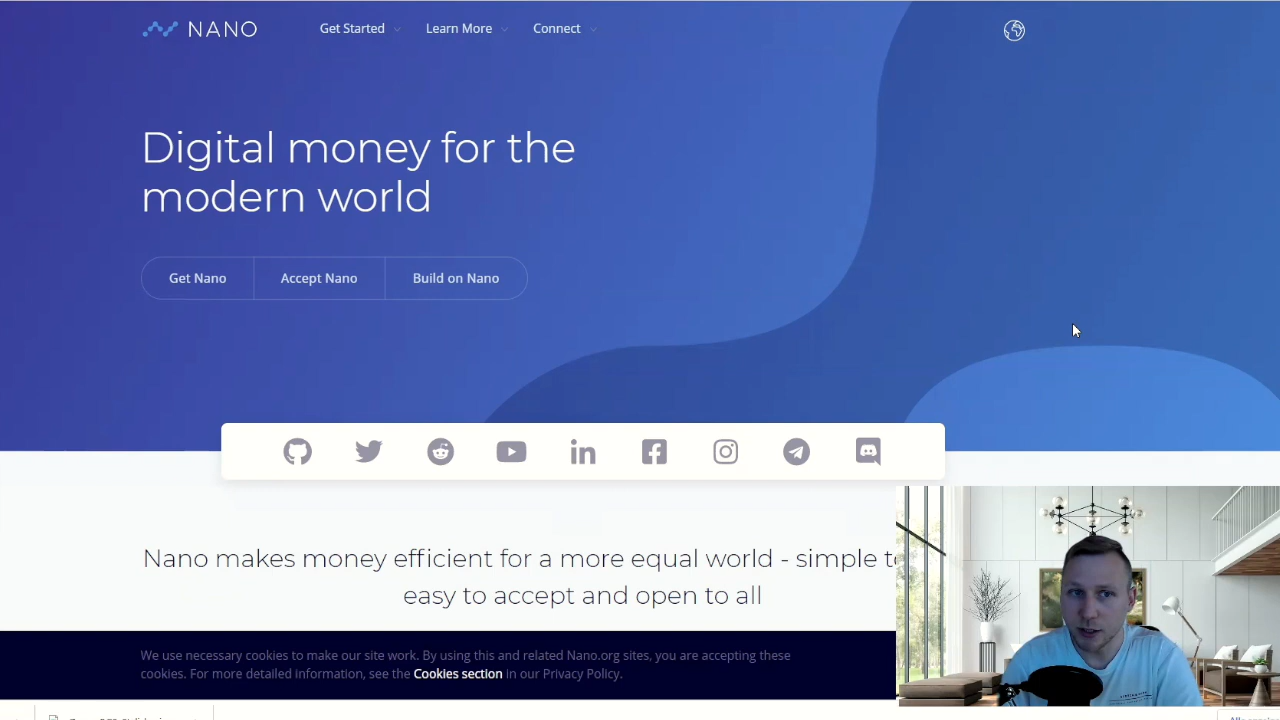 NANO
Get Started
Learn More
Connect
Digital money for the
modern world
Get Nano
Accept Nano
Build on Nano
Nano makes money efficient for a more equal world - simple
easy to accept and open to all
We use necessary cookies to make our site work. By using this and related Nano.org sites, you are accepting these
cookies. For more detailed information, see the Cookies section in our Privacy Policy.